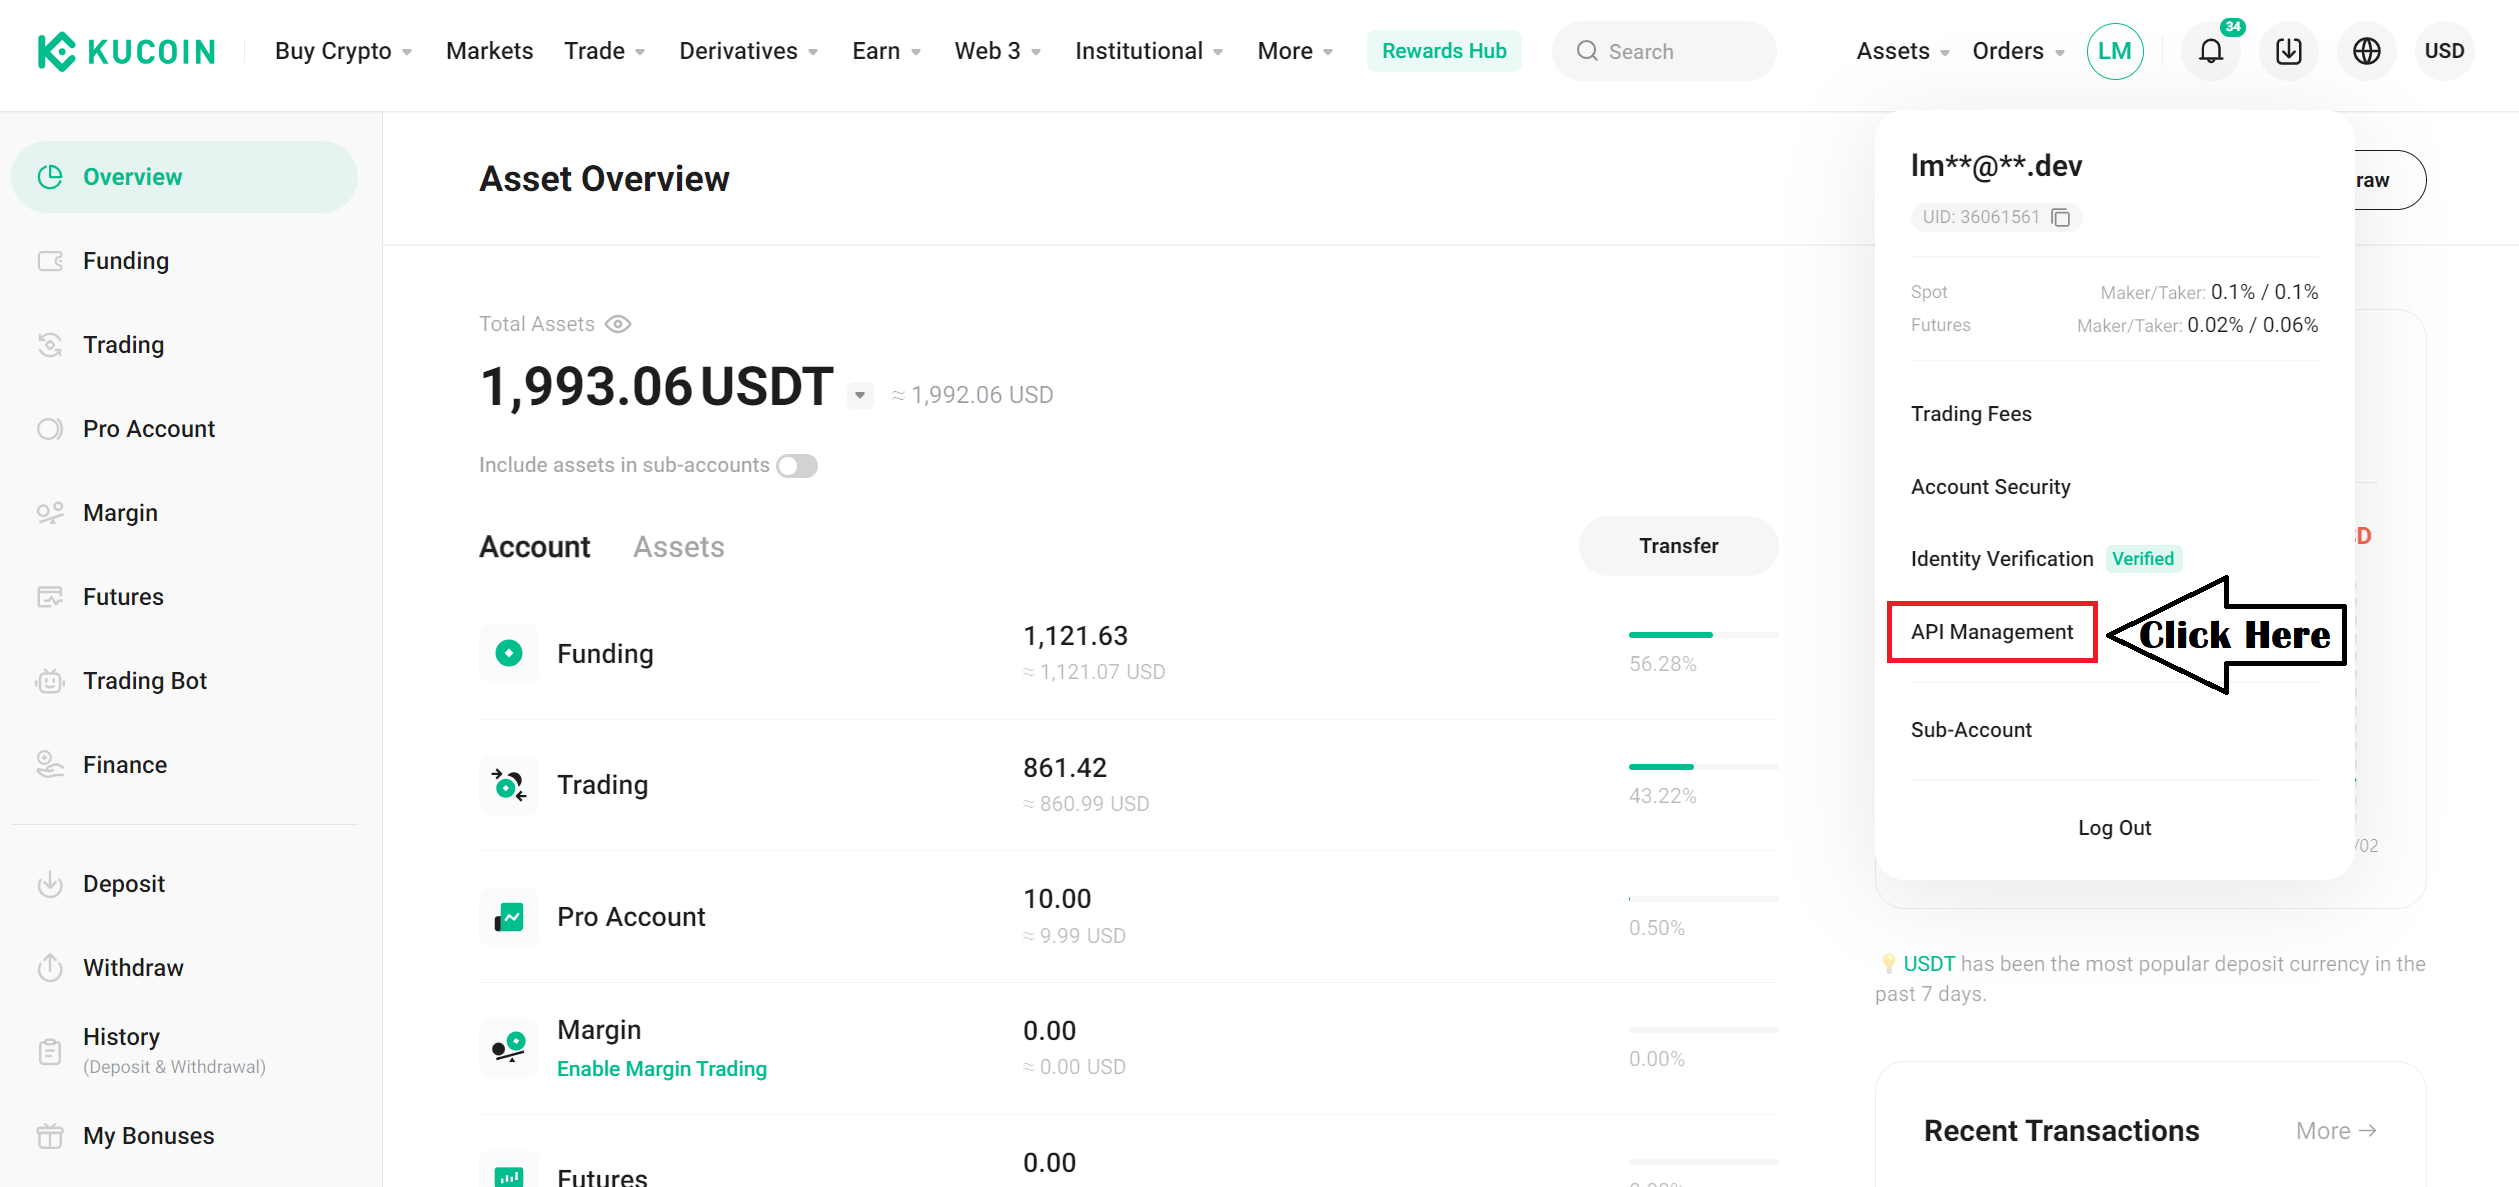 KUCOIN
Buy Crypto Markets Trade Derivatives Earn Web 3 Institutional More Rewards Hub Search Assets Orders LM 34 USD
Overview
Funding
Trading
Pro Account
Margin
Futures
Trading Bot
Finance
Deposit
Withdraw
History
(Deposit & Withdrawal)
My Bonuses
Asset Overview
Total Assets
1,993.06 USDT ≈ 1,992.06 USD
Include assets in sub-accounts
Account Assets Transfer
Funding 1,121.63 56.28%
≈ 1,121.07 USD
Trading 861.42 43.22%
≈ 860.99 USD
Pro Account 10.00 0.50%
≈ 9.99 USD
Margin 0.00 0.00%
Enable Margin Trading ≈ 0.00 USD
Futures 0.00
lm**@**.dev
UID: 36061561
Spot Maker/Taker: 0.1% / 0.1%
Futures Maker/Taker: 0.02% / 0.06%
Trading Fees
Account Security
Identity Verification Verified
API Management Click Here
Sub-Account
Log Out
raw
D
/02
USDT has been the most popular deposit currency in the
past 7 days.
Recent Transactions More →